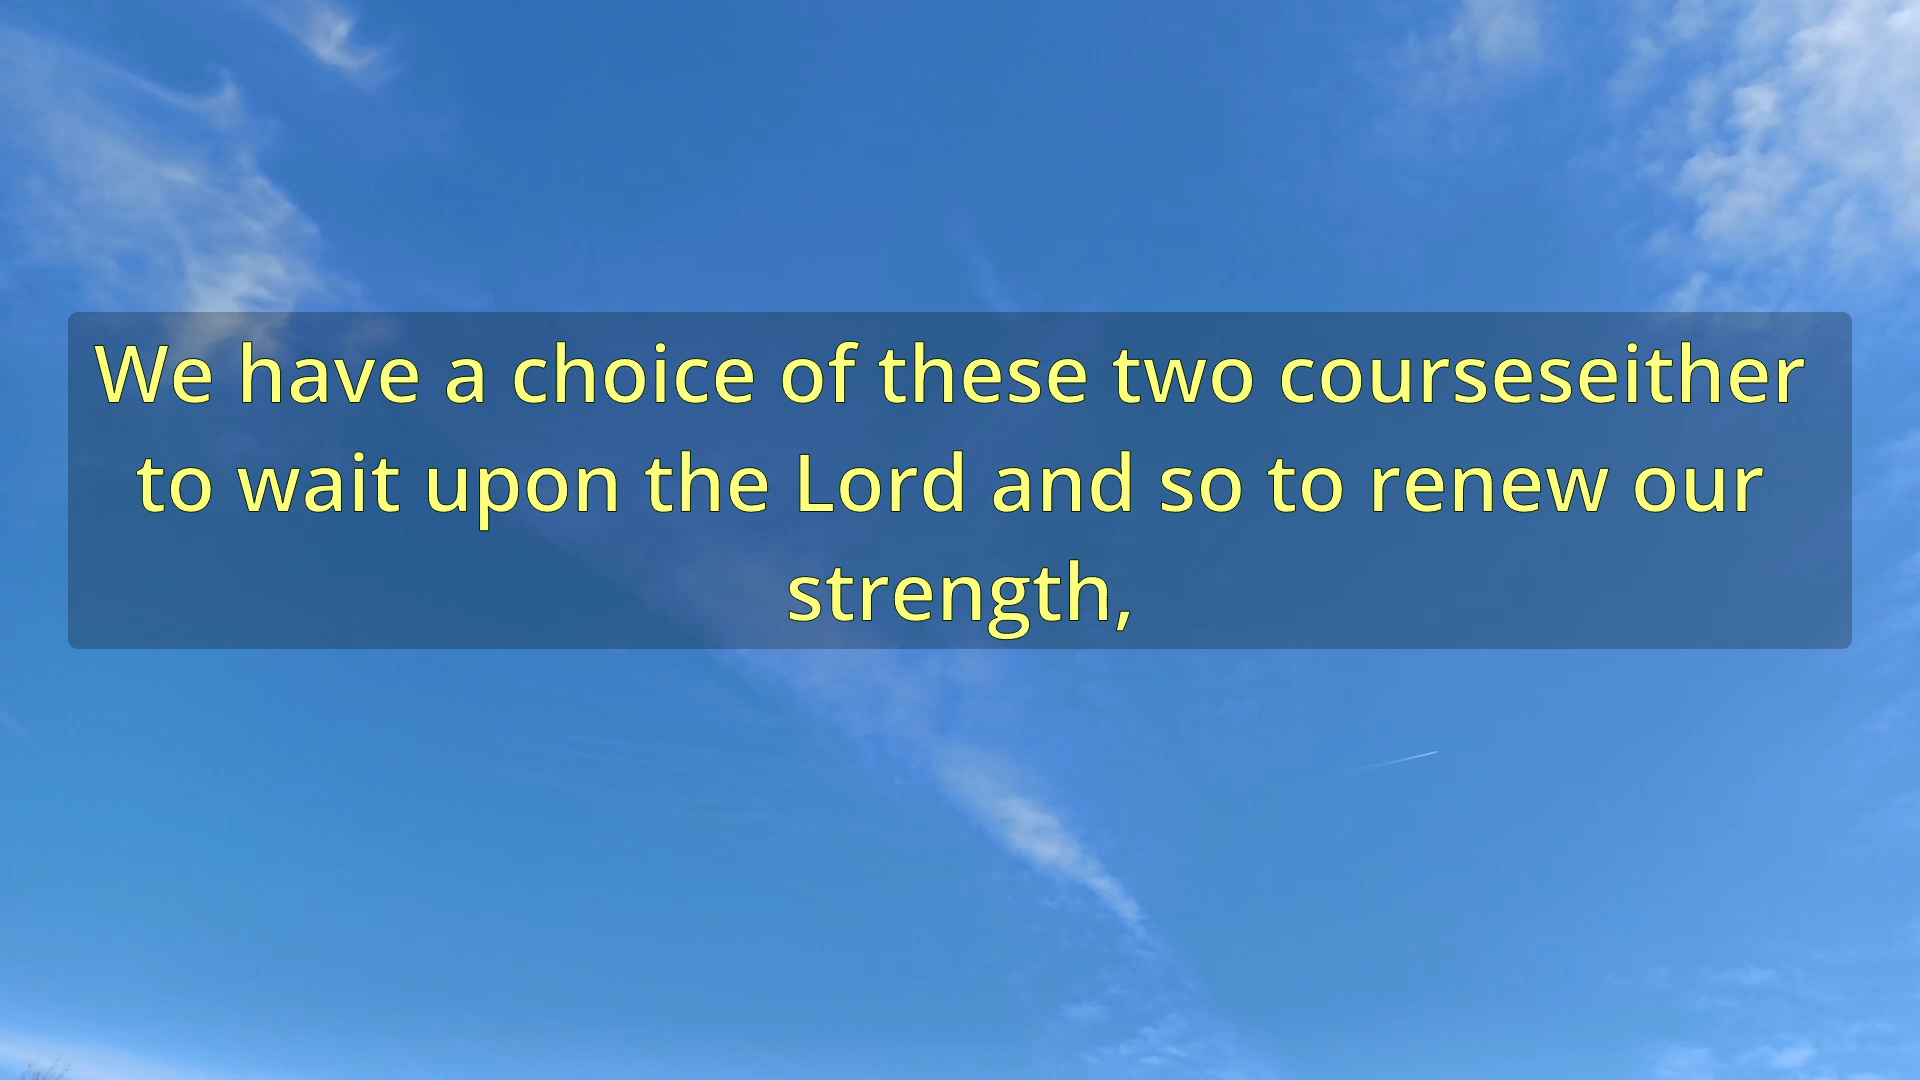 We have a choice of these two courseseither
to wait upon the Lord and so to renew our
strength,